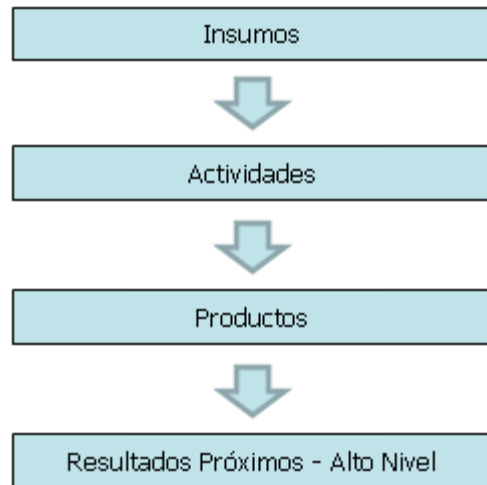 Insumos
Actividades
Productos
Resultados Próximos - Alto Nivel